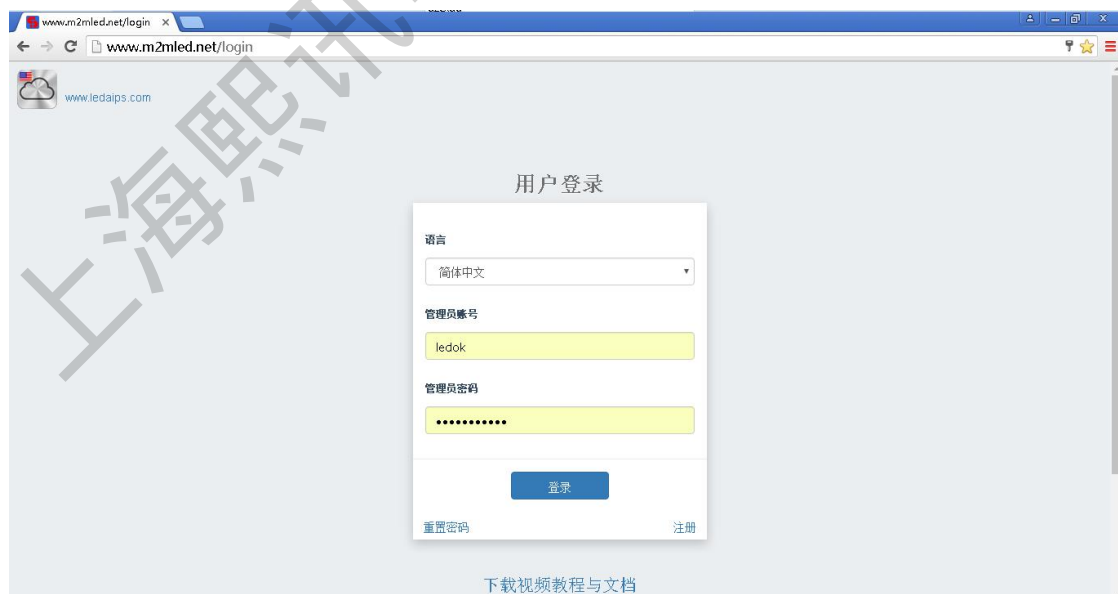 www.m2mled.net/login
www.m2mled.net/login
www.ledaips.com
上海熙讯
用户登录
语言
简体中文
管理员账号
ledok
管理员密码
•••••••••••
登录
重置密码 注册
下载视频教程与文档